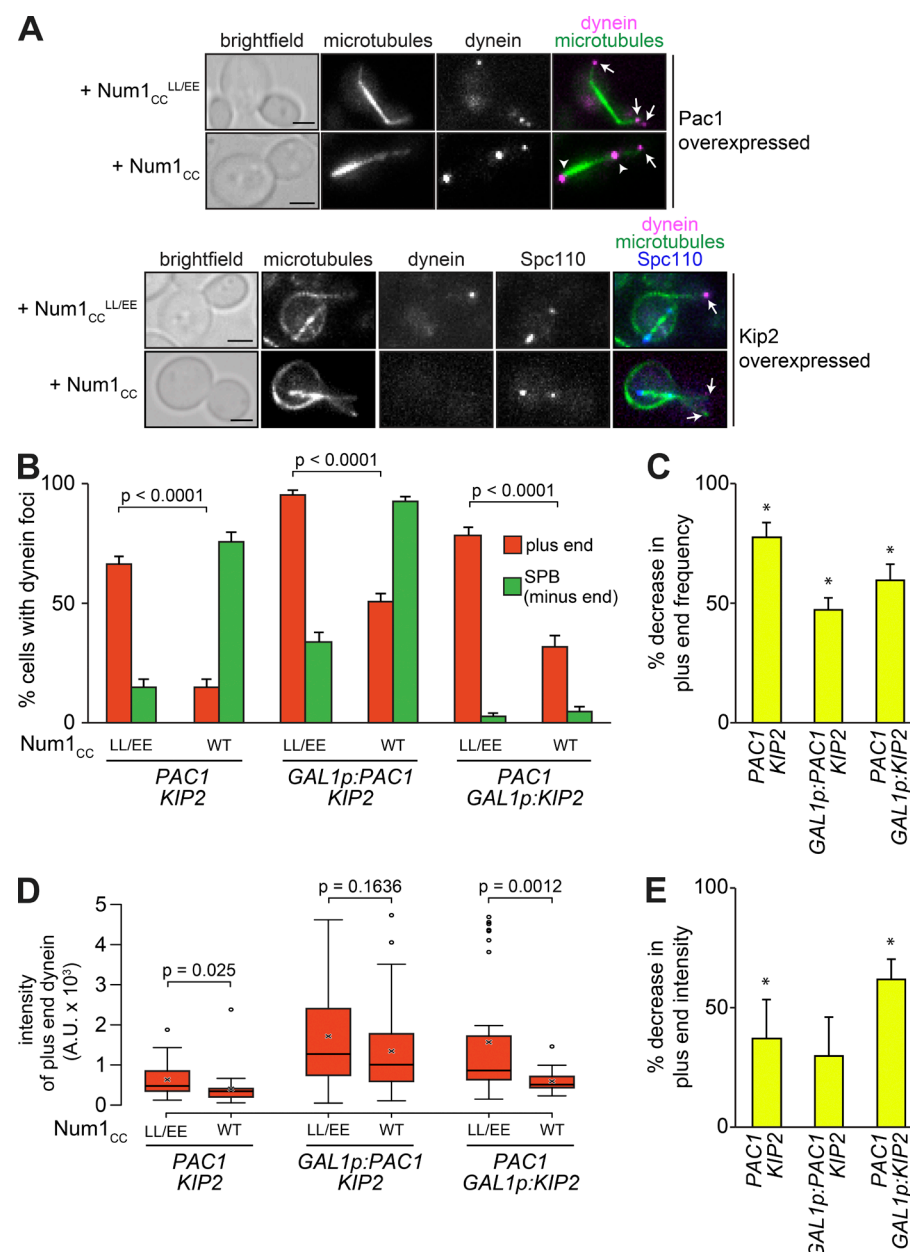 A
dynein
brightfield microtubules dynein microtubules
+ Num1CC LL/EE
+ Num1CC
Pac1
overexpressed
dynein
microtubules
brightfield microtubules dynein Spc110 Spc110
+ Num1CC LL/EE
+ Num1CC
Kip2
overexpressed
B
% cells with dynein foci
100
50
0
p < 0.0001
p < 0.0001
p < 0.0001
plus end
SPB
(minus end)
Num1CC LL/EE WT LL/EE WT LL/EE WT
PAC1 GAL1p:PAC1 PAC1
KIP2 KIP2 GAL1p:KIP2
C
% decrease in
plus end frequency
100
50
0
* * *
PAC1
KIP2
GAL1p:PAC1
KIP2
PAC1
GAL1p:KIP2
D
intensity
of plus end dynein
(A.U. x 10³)
5
4
3
2
1
0
p = 0.025
p = 0.1636
p = 0.0012
Num1CC LL/EE WT LL/EE WT LL/EE WT
PAC1 GAL1p:PAC1 PAC1
KIP2 KIP2 GAL1p:KIP2
E
% decrease in
plus end intensity
100
50
0
* *
PAC1
KIP2
GAL1p:PAC1
KIP2
PAC1
GAL1p:KIP2